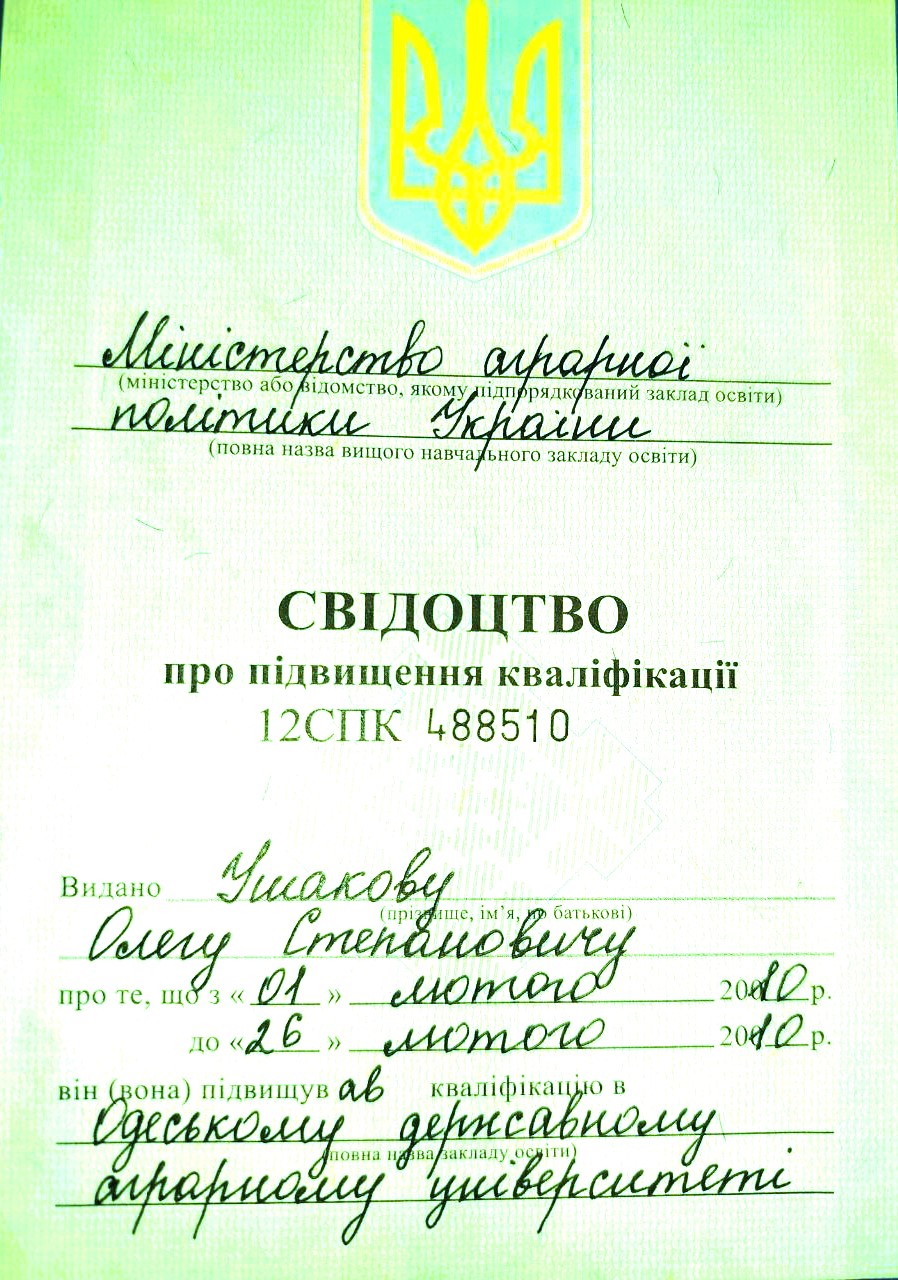 Міністерство аграрної
(міністерство або відомство, якому підпорядкований заклад освіти)
політики України
(повна назва вищого навчального закладу освіти)
СВІДОЦТВО
про підвищення кваліфікації
12СПК 488510
Видано Ушакову
(прізвище, ім’я, по батькові)
Олегу Степановичу
про те, що з «01» лютого 2010 р.
до «26» лютого 2010 р.
він (вона) підвищував кваліфікацію в
Одеському державному
(повна назва закладу освіти)
аграрному університеті